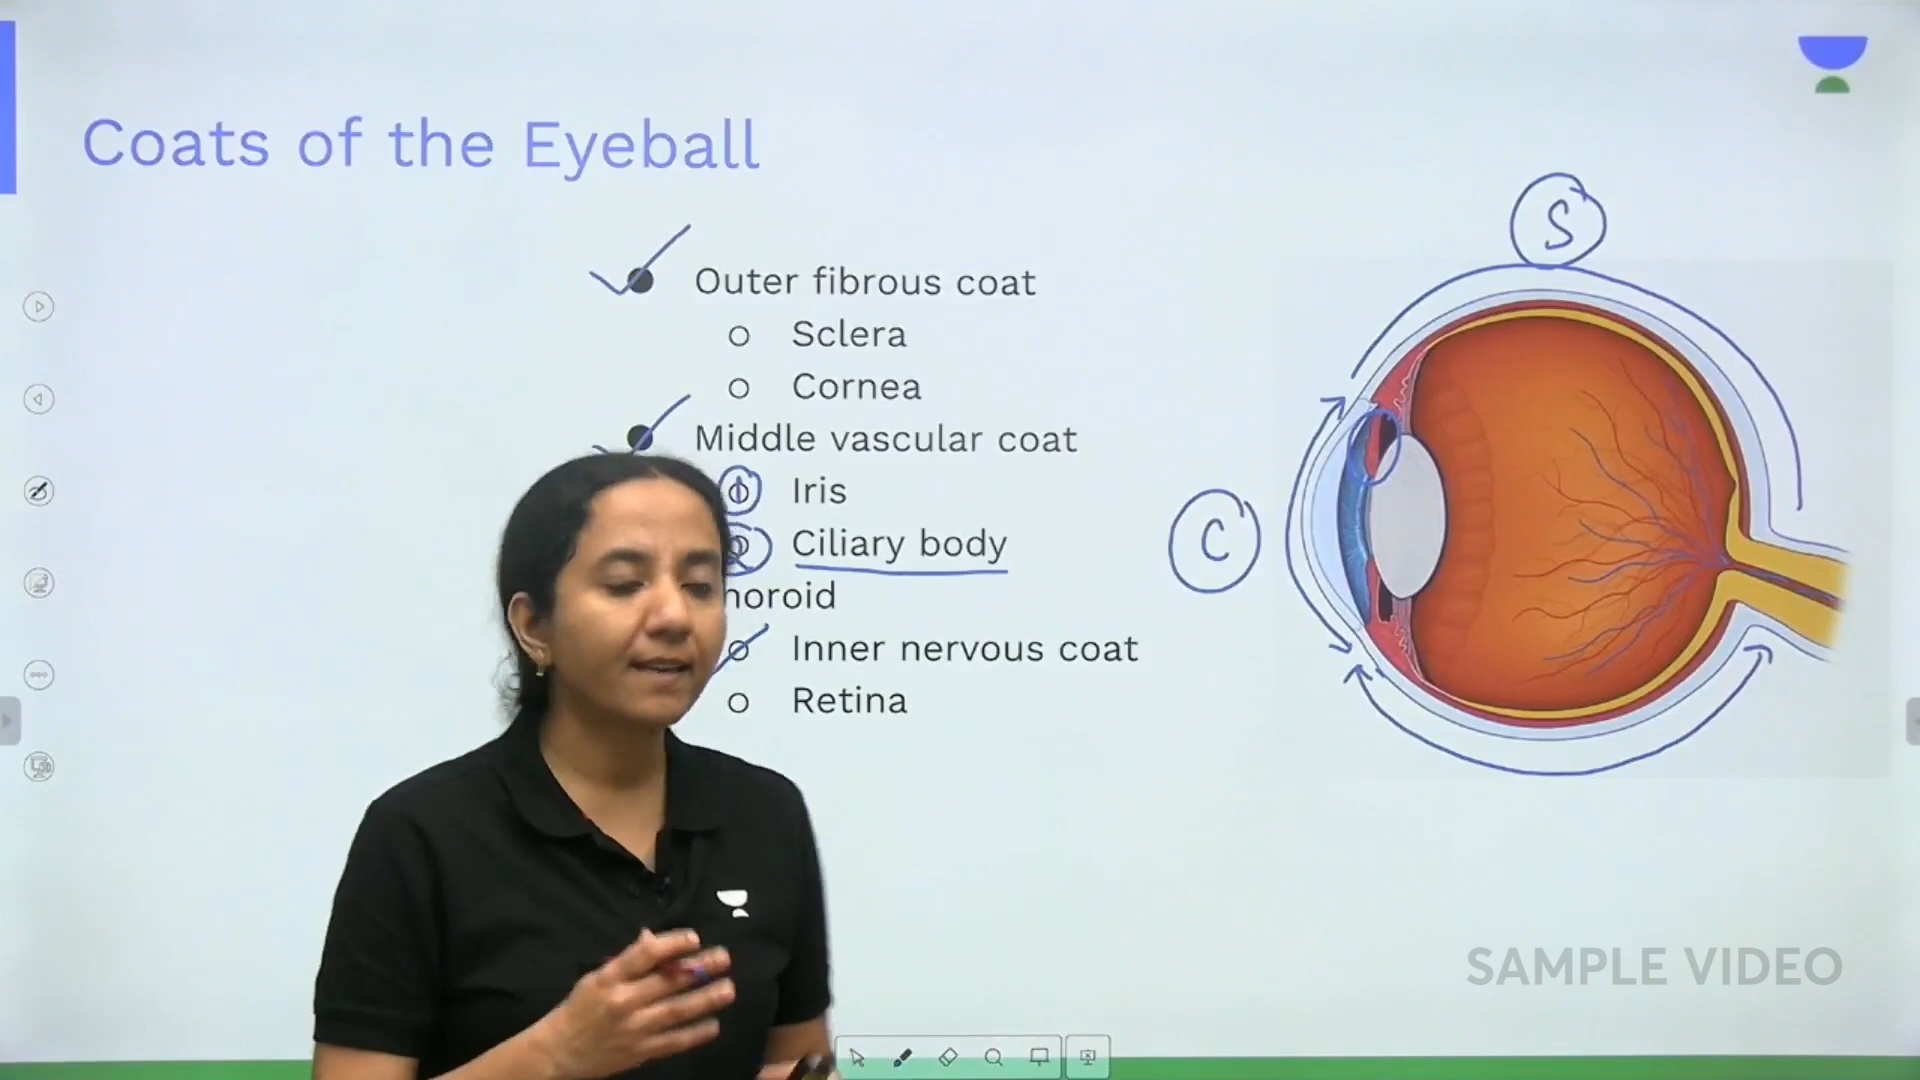 Coats of the Eyeball
S
Outer fibrous coat
Sclera
Cornea
Middle vascular coat
Iris
Ciliary body
C
horoid
Inner nervous coat
Retina
SAMPLE VIDEO